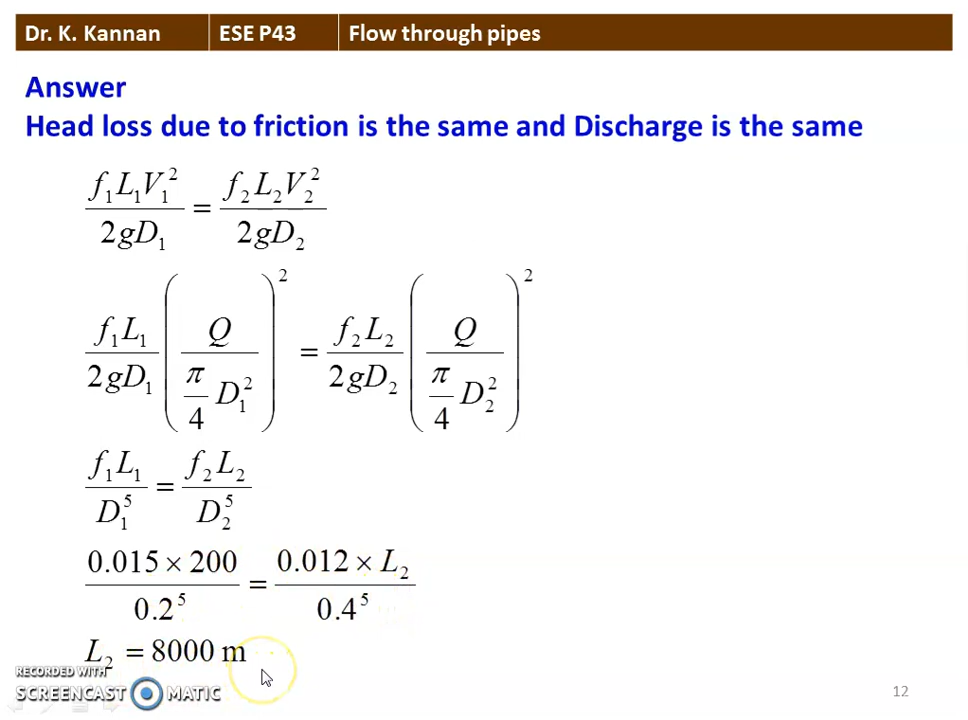 Dr. K. Kannan ESE P43 Flow through pipes
Answer
Head loss due to friction is the same and Discharge is the same
f₁L₁V₁²/2gD₁ = f₂L₂V₂²/2gD₂
f₁L₁/2gD₁ (Q/(π/4 D₁²))² = f₂L₂/2gD₂ (Q/(π/4 D₂²))²
f₁L₁/D₁⁵ = f₂L₂/D₂⁵
0.015 × 200/0.2⁵ = 0.012 × L₂/0.4⁵
L₂ = 8000 m
RECORDED WITH
SCREENCAST MATIC
12